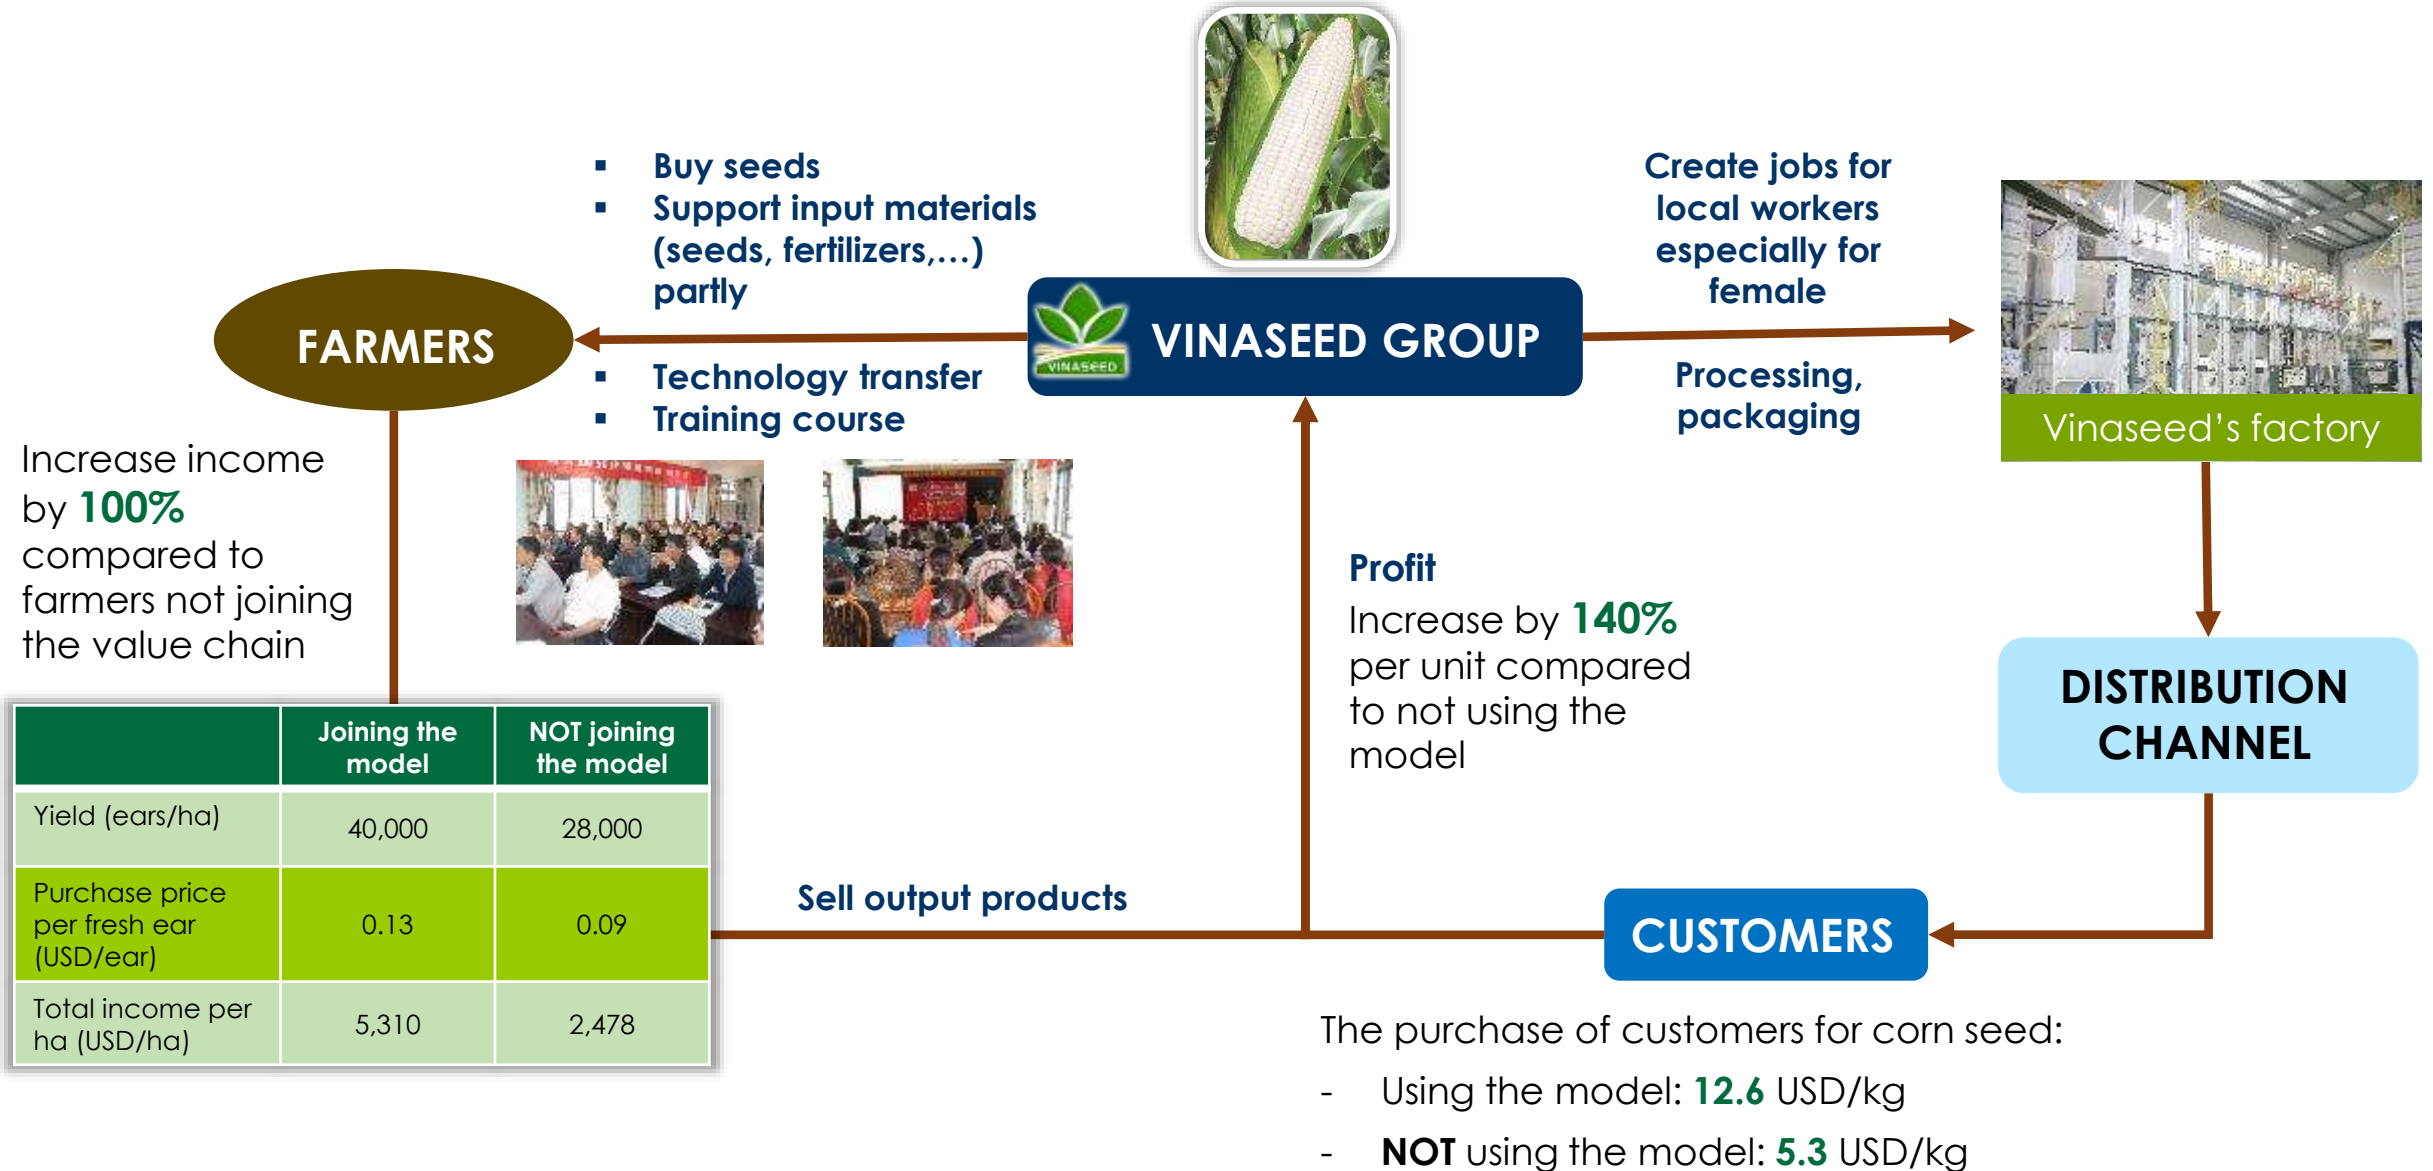 ▪ Buy seeds
▪ Support input materials
(seeds, fertilizers,…)
partly
Create jobs for
local workers
especially for
female
FARMERS
VINASEED
VINASEED GROUP
▪ Technology transfer
▪ Training course
Processing,
packaging
Vinaseed's factory
Increase income
by 100%
compared to
farmers not joining
the value chain
Profit
Increase by 140%
per unit compared
to not using the
model
DISTRIBUTION
CHANNEL
Joining the
model
NOT joining
the model
Yield (ears/ha)
40,000
28,000
Purchase price
per fresh ear
(USD/ear)
0.13
0.09
Total income per
ha (USD/ha)
5,310
2,478
Sell output products
CUSTOMERS
The purchase of customers for corn seed:
- Using the model: 12.6 USD/kg
- NOT using the model: 5.3 USD/kg